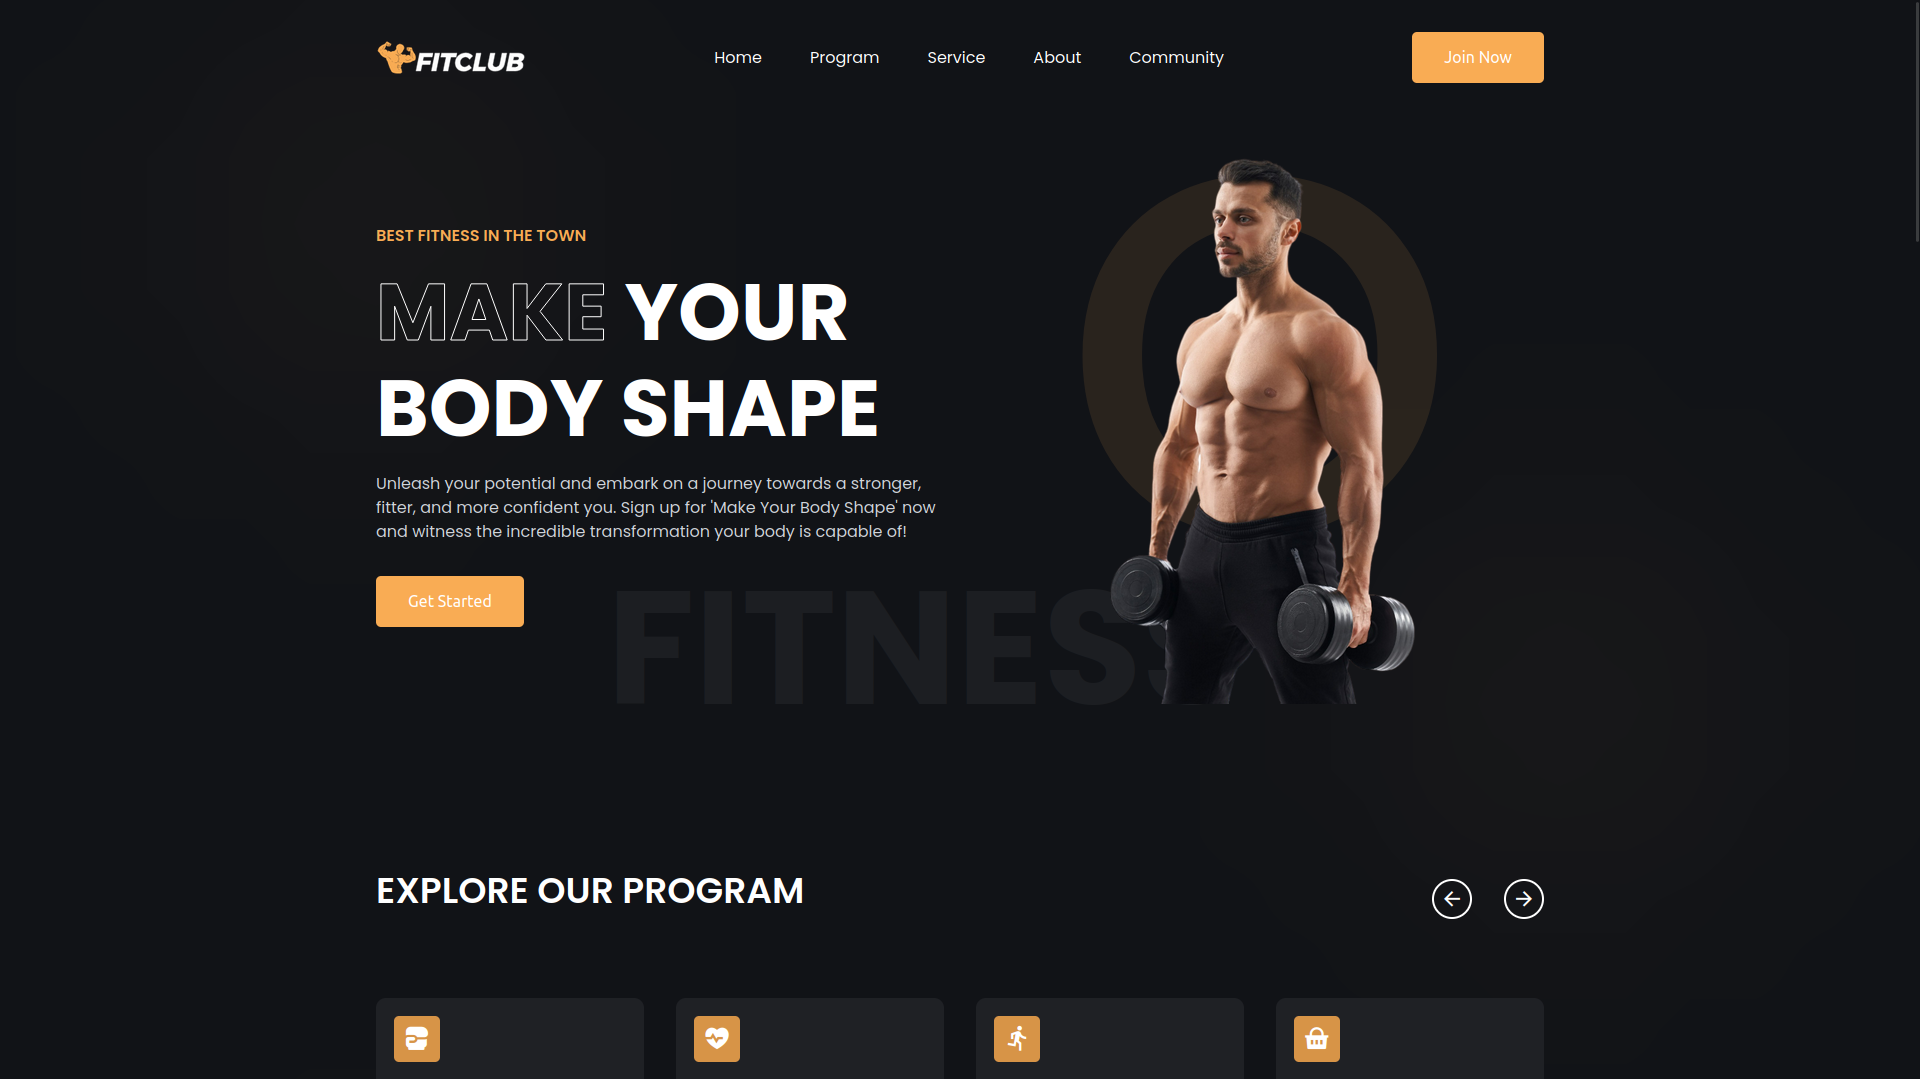 FITCLUB
Home Program Service About Community
Join Now
BEST FITNESS IN THE TOWN
MAKE YOUR
BODY SHAPE
Unleash your potential and embark on a journey towards a stronger,
fitter, and more confident you. Sign up for 'Make Your Body Shape' now
and witness the incredible transformation your body is capable of!
Get Started
FITNESS
EXPLORE OUR PROGRAM